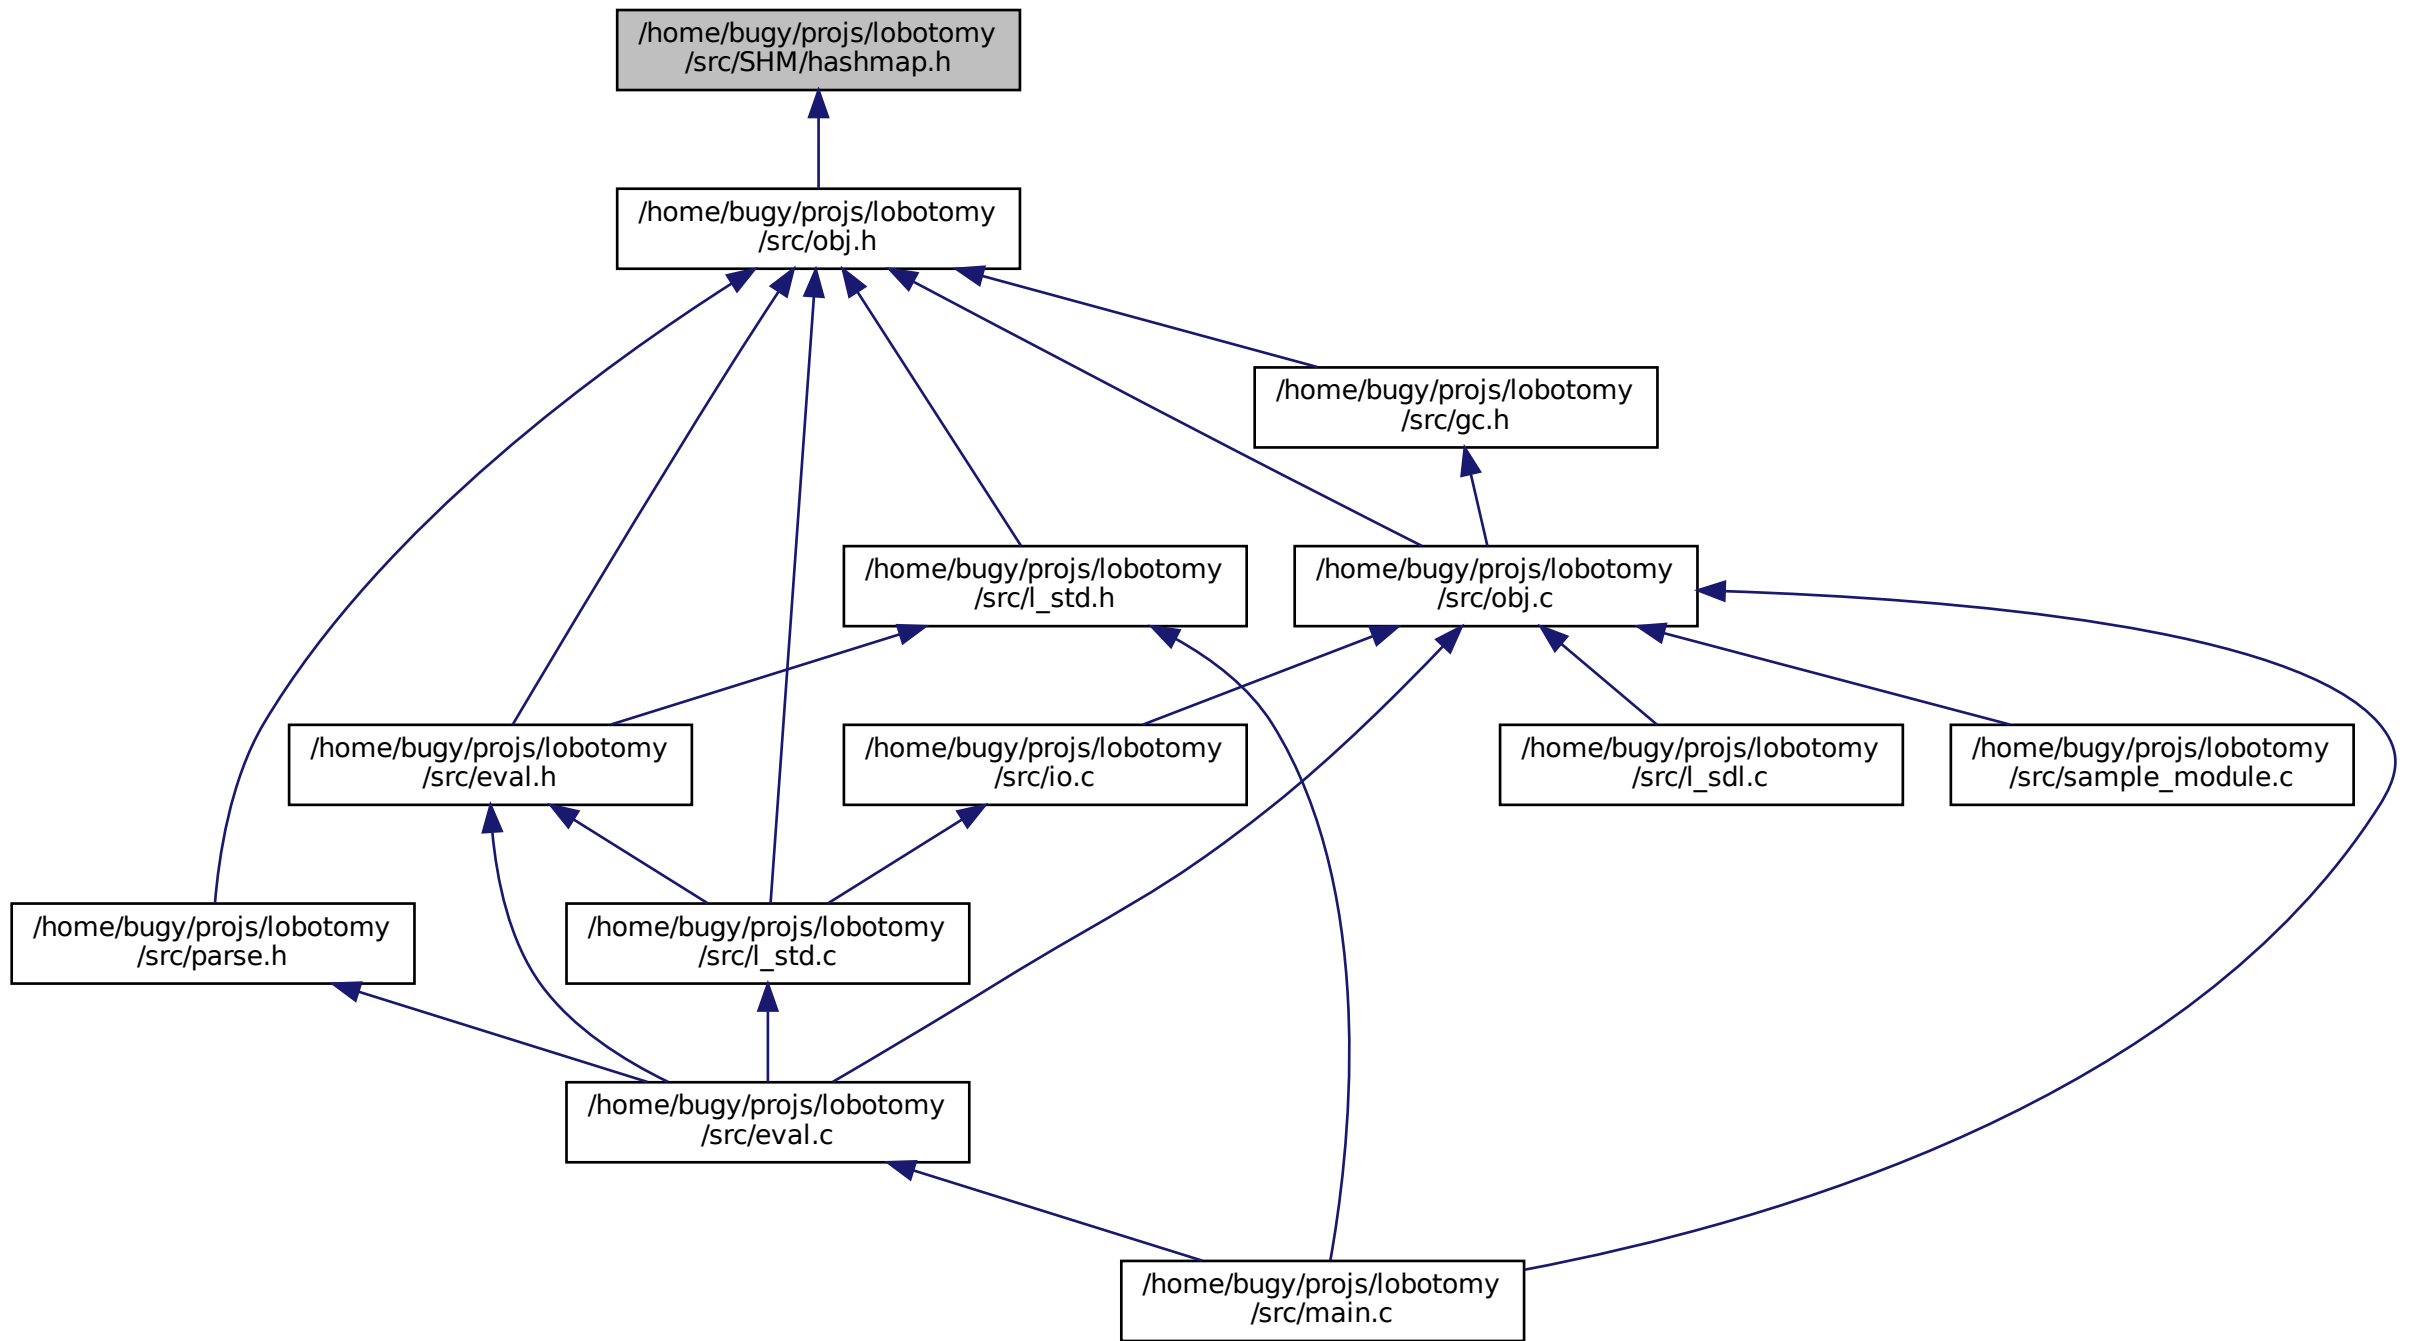 /home/bugy/projs/lobotomy
/src/SHM/hashmap.h
/home/bugy/projs/lobotomy
/src/obj.h
/home/bugy/projs/lobotomy
/src/gc.h
/home/bugy/projs/lobotomy
/src/l_std.h
/home/bugy/projs/lobotomy
/src/obj.c
/home/bugy/projs/lobotomy
/src/eval.h
/home/bugy/projs/lobotomy
/src/io.c
/home/bugy/projs/lobotomy
/src/l_sdl.c
/home/bugy/projs/lobotomy
/src/sample_module.c
/home/bugy/projs/lobotomy
/src/parse.h
/home/bugy/projs/lobotomy
/src/l_std.c
/home/bugy/projs/lobotomy
/src/eval.c
/home/bugy/projs/lobotomy
/src/main.c